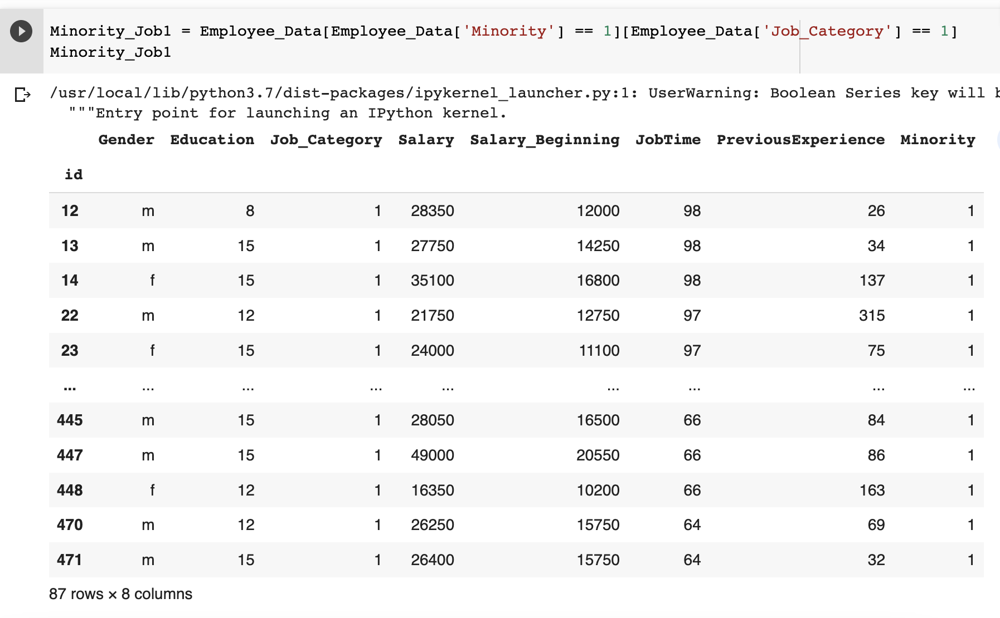 Minority_Job1 = Employee_Data[Employee_Data['Minority'] == 1][Employee_Data['Job_Category'] == 1]
Minority_Job1
/usr/local/lib/python3.7/dist-packages/ipykernel_launcher.py:1: UserWarning: Boolean Series key will
"""Entry point for launching an IPython kernel.
Gender Education Job_Category Salary Salary_Beginning JobTime PreviousExperience Minority
id
12 m 8 1 28350 12000 98 26 1
13 m 15 1 27750 14250 98 34 1
14 f 15 1 35100 16800 98 137 1
22 m 12 1 21750 12750 97 315 1
23 f 15 1 24000 11100 97 75 1
... ... ... ... ... ... ... ... ...
445 m 15 1 28050 16500 66 84 1
447 m 15 1 49000 20550 66 86 1
448 f 12 1 16350 10200 66 163 1
470 m 12 1 26250 15750 64 69 1
471 m 15 1 26400 15750 64 32 1
87 rows × 8 columns